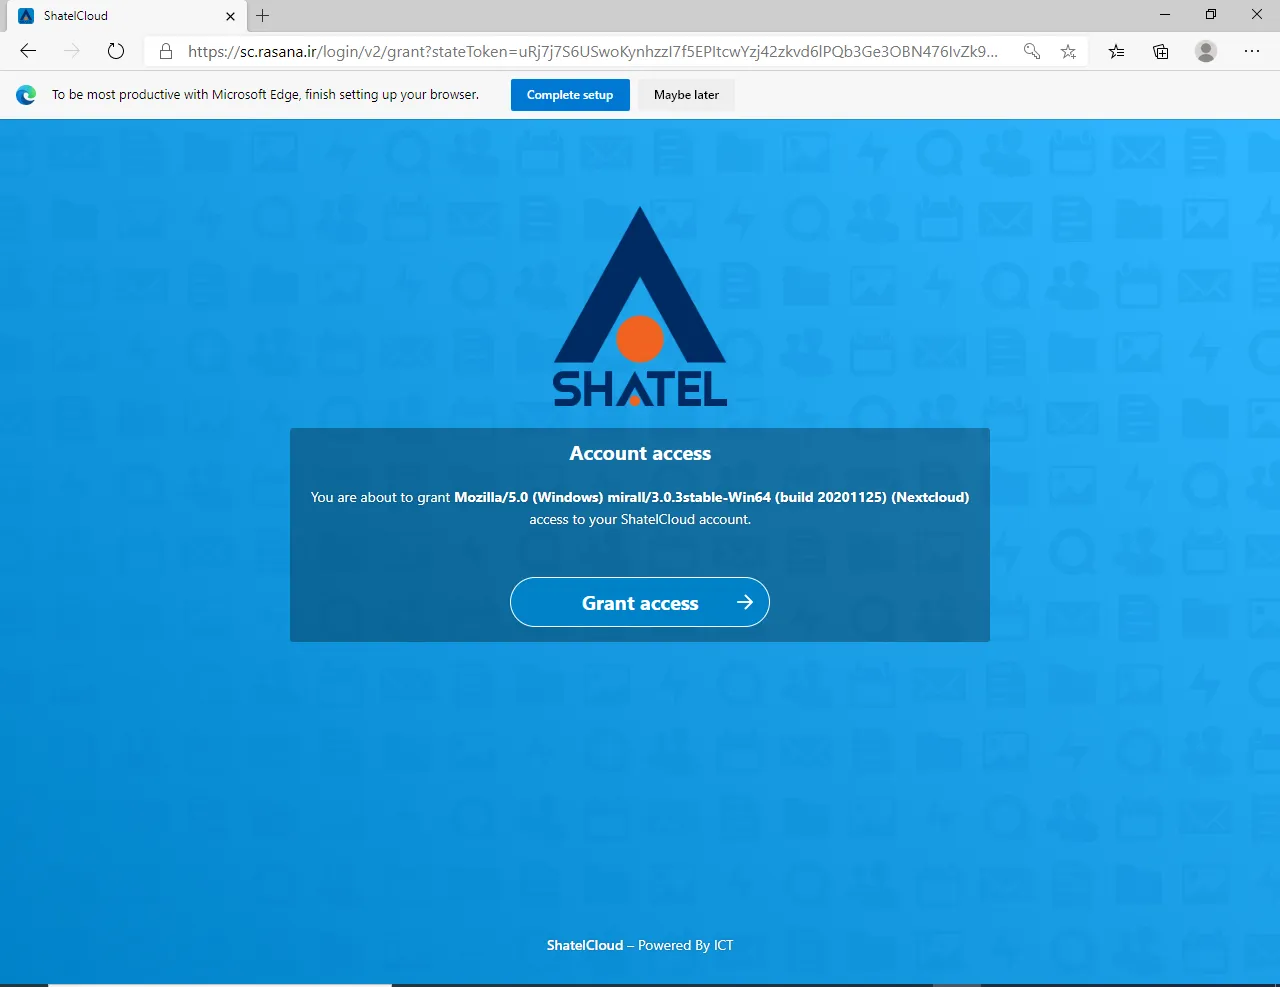 ShatelCloud
https://sc.rasana.ir/login/v2/grant?stateToken=uRj7j7S6USwoKynhzzI7f5EPItcwYzj42zkvd6lPQb3Ge3OBN476IvZk9...
To be most productive with Microsoft Edge, finish setting up your browser.
Complete setup
Maybe later
SHATEL
Account access
You are about to grant Mozilla/5.0 (Windows) mirall/3.0.3stable-Win64 (build 20201125) (Nextcloud)
access to your ShatelCloud account.
Grant access
ShatelCloud – Powered By ICT